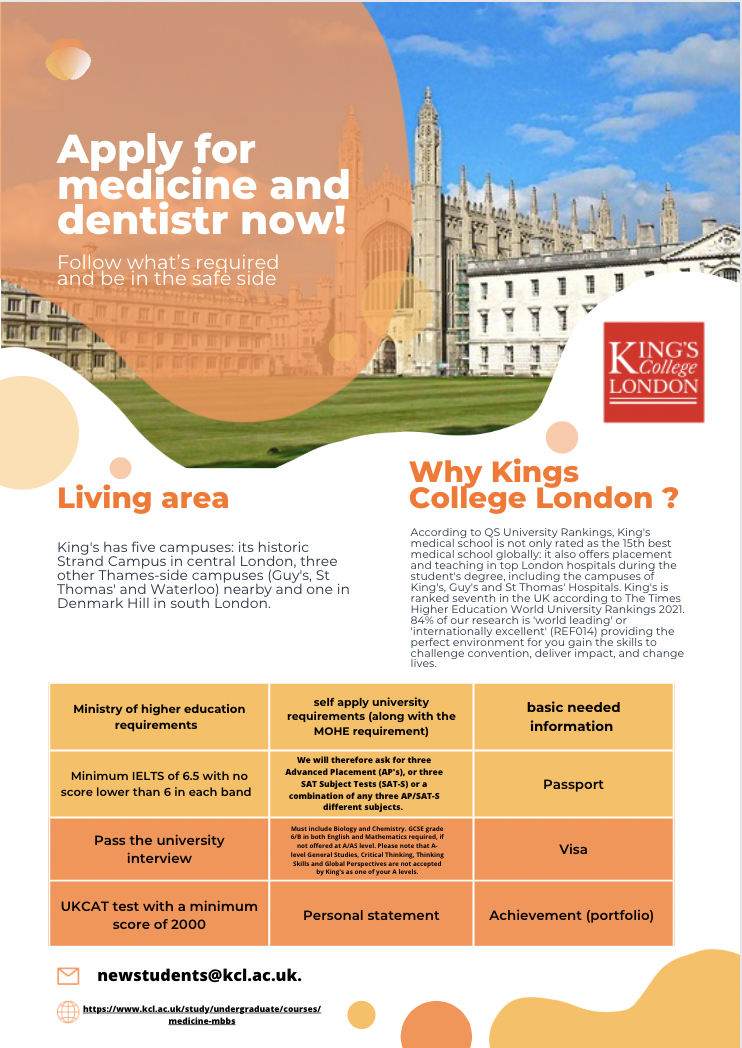 Apply for
medicine and
dentistr now!
Follow what's required
and be in the safe side
KING'S
College
LONDON
Living area
King's has five campuses: its historic
Strand Campus in central London, three
other Thames-side campuses (Guy's, St
Thomas' and Waterloo) nearby and one in
Denmark Hill in south London.
Why Kings
College London ?
According to QS University Rankings, King's
medical school is not only rated as the 15th best
medical school globally: it also offers placement
and teaching in top London hospitals during the
student's degree, including the campuses of
King's, Guy's and St Thomas' Hospitals. King's is
ranked seventh in the UK according to The Times
Higher Education World University Rankings 2021.
84% of our research is 'world leading' or
'internationally excellent' (REF014) providing the
perfect environment for you gain the skills to
challenge convention, deliver impact, and change
lives.
Ministry of higher education
requirements
self apply university
requirements (along with the
MOHE requirement)
basic needed
information
Minimum IELTS of 6.5 with no
score lower than 6 in each band
We will therefore ask for three
Advanced Placement (AP's), or three
SAT Subject Tests (SAT-S) or a
combination of any three AP/SAT-S
different subjects.
Passport
Pass the university
interview
Must include Biology and Chemistry. GCSE grade
6/B in both English and Mathematics required, if
not offered at A/AS level. Please note that A-
level General Studies, Critical Thinking, Thinking
Skills and Global Perspectives are not accepted
by King's as one of your A levels.
Visa
UKCAT test with a minimum
score of 2000
Personal statement
Achievement (portfolio)
newstudents@kcl.ac.uk.
https://www.kcl.ac.uk/study/undergraduate/courses/
medicine-mbbs